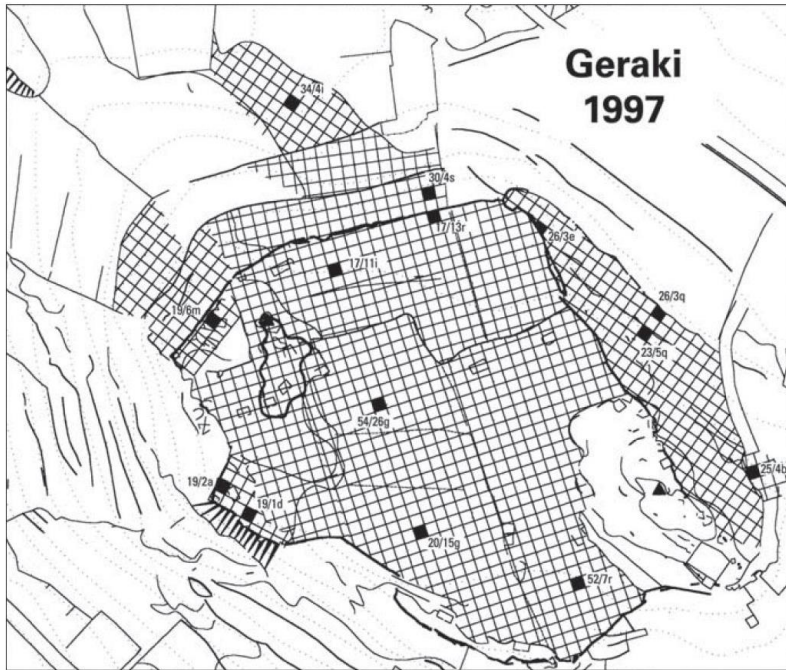 Geraki
1997
34/4i
30/4s
17/13r
26/3e
17/11i
19/6m
26/3q
23/5q
54/26g
25/4b
19/2a
19/1d
20/15g
52/7r